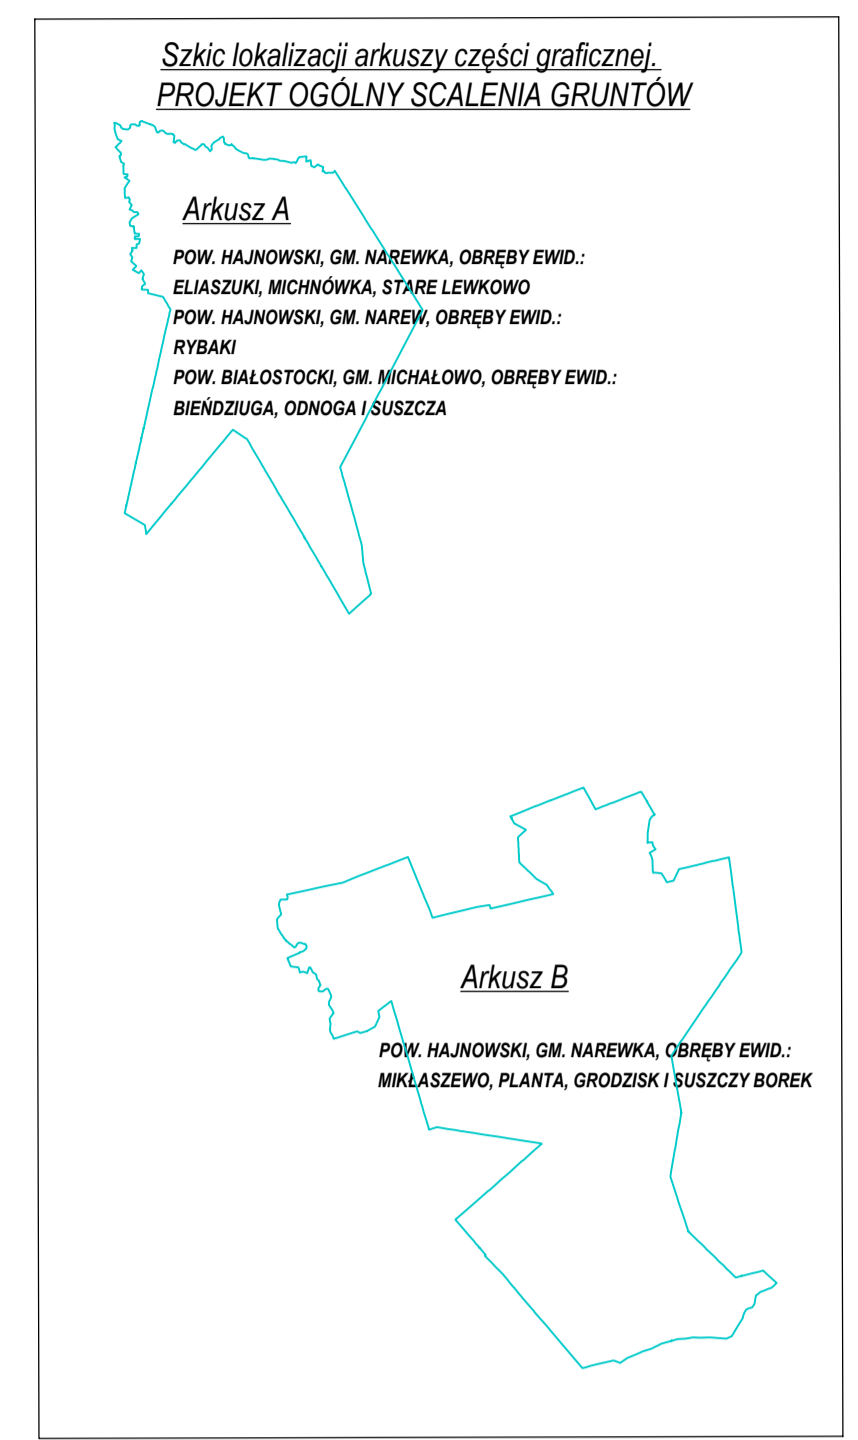 Szkic lokalizacji arkuszy części graficznej.
PROJEKT OGÓLNY SCALENIA GRUNTÓW
Arkusz A
POW. HAJNOWSKI, GM. NAREWKA, OBRĘBY EWID.:
ELIASZUKI, MICHNÓWKA, STARE LEWKOWO
POW. HAJNOWSKI, GM. NAREW, OBRĘBY EWID.:
RYBAKI
POW. BIAŁOSTOCKI, GM. MICHAŁOWO, OBRĘBY EWID.:
BIEŃDZIUGA, ODNOGA I SUSZCZA
Arkusz B
POW. HAJNOWSKI, GM. NAREWKA, OBRĘBY EWID.:
MIKŁASZEWO, PLANTA, GRODZISK I SUSZCZY BOREK